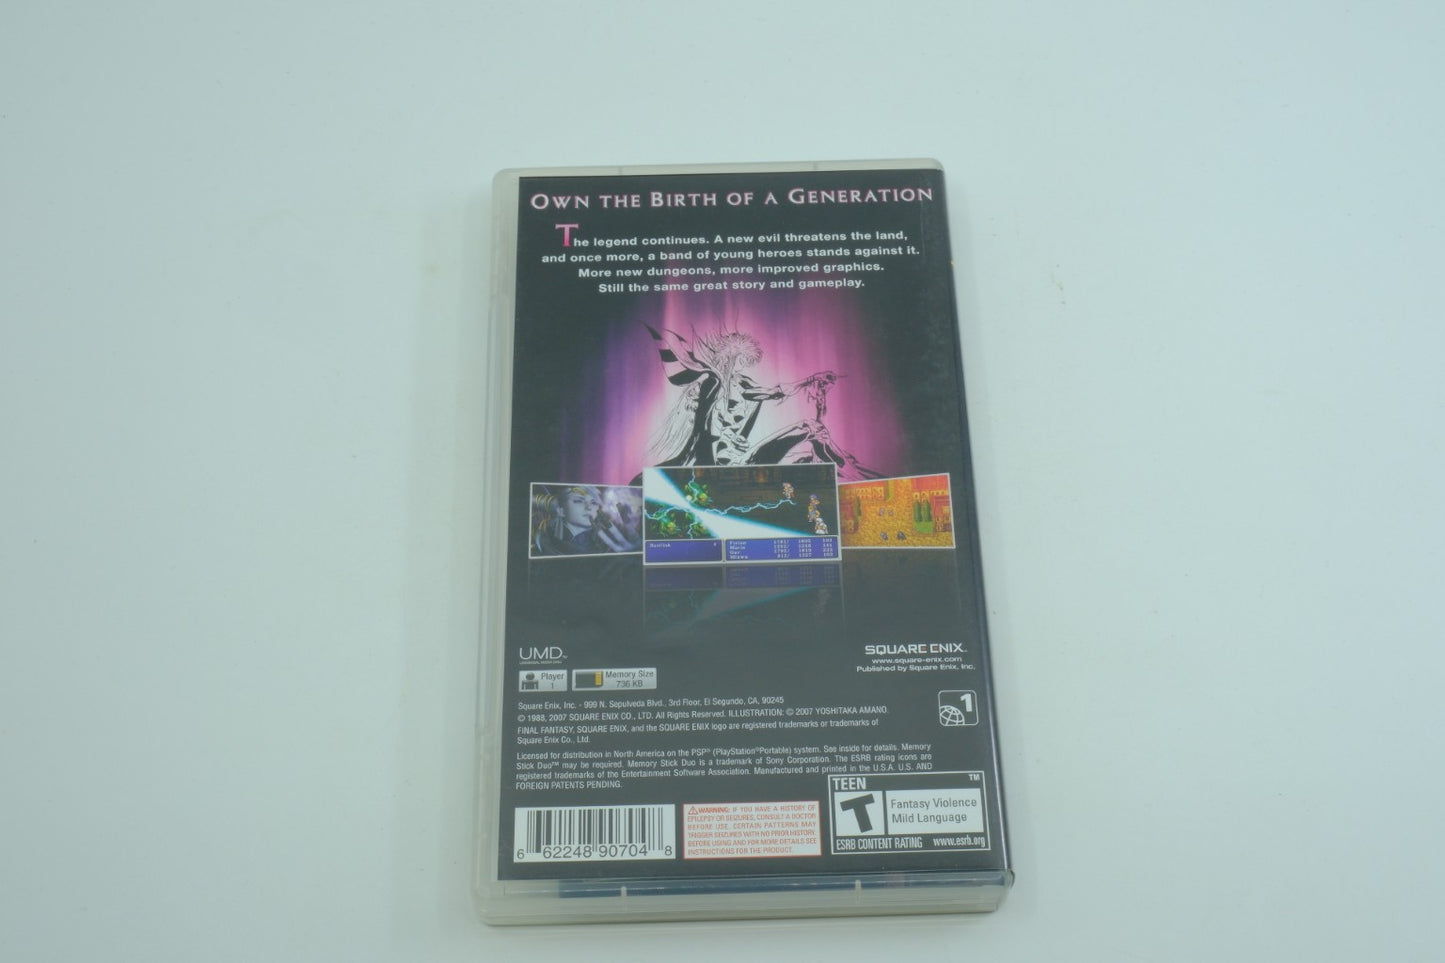 OWN THE BIRTH OF A GENERATION
The legend continues. A new evil threatens the land,
and once more, a band of young heroes stands against it.
More new dungeons, more improved graphics.
Still the same great story and gameplay.
UMD™
SQUARE ENIX™
www.square-enix.com
Published by Square Enix, Inc.
Player
1
Memory Size
736 KB
1
Square Enix, Inc. - 999 N. Sepulveda Blvd., 3rd Floor, El Segundo, CA, 90245
© 1988, 2007 SQUARE ENIX CO., LTD. All Rights Reserved. ILLUSTRATION: © 2007 YOSHITAKA AMANO.
FINAL FANTASY, SQUARE ENIX, and the SQUARE ENIX logo are registered trademarks or trademarks of
Square Enix Co., Ltd.
Licensed for distribution in North America on the PSP® (PlayStation®Portable) system. See inside for details. Memory
Stick Duo™ may be required. Memory Stick Duo is a trademark of Sony Corporation. The ESRB rating icons are
registered trademarks of the Entertainment Software Association. Manufactured and printed in the U.S.A. U.S. AND
FOREIGN PATENTS PENDING.
6 62248 90704 8
WARNING: IF YOU HAVE A HISTORY OF
EPILEPSY OR SEIZURES, CONSULT A DOCTOR
BEFORE USE. CERTAIN PATTERNS MAY
TRIGGER SEIZURES WITH NO PRIOR HISTORY.
BEFORE USING AND FOR MORE DETAILS SEE
INSTRUCTIONS FOR THE PRODUCT.
TEEN ™
T
Fantasy Violence
Mild Language
ESRB CONTENT RATING www.esrb.org